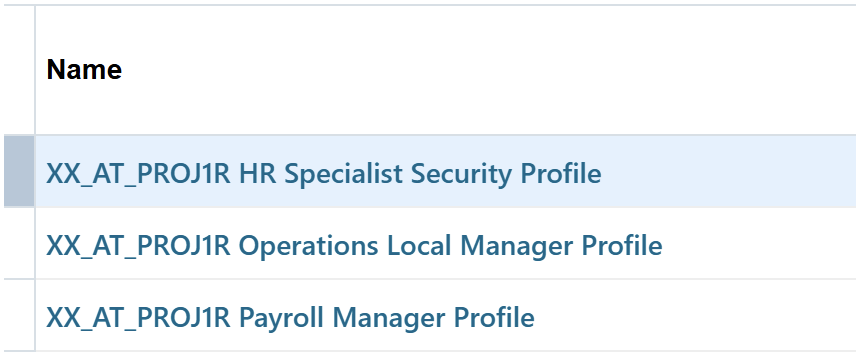 Name
XX_AT_PROJ1R HR Specialist Security Profile
XX_AT_PROJ1R Operations Local Manager Profile
XX_AT_PROJ1R Payroll Manager Profile